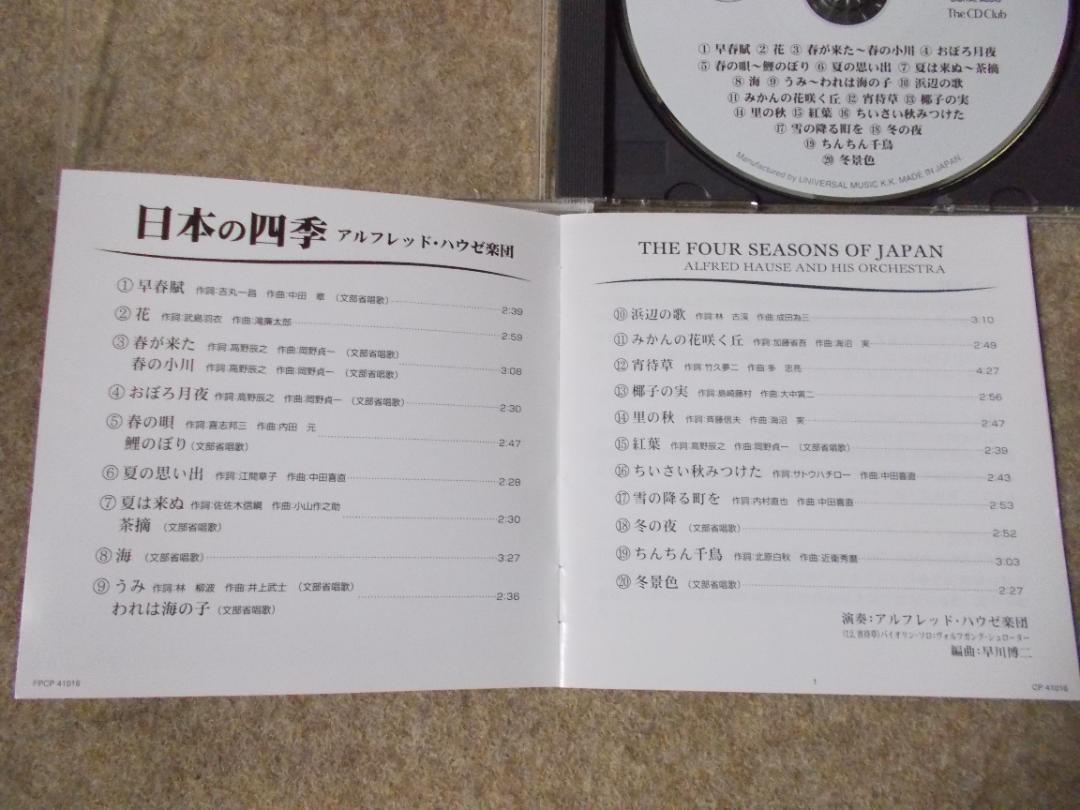 The CD Club
① 早春賦 ② 花 ③ 春が来た～春の小川 ④ おぼろ月夜
⑤ 春の唄～鯉のぼり ⑥ 夏の思い出 ⑦ 夏は来ぬ～茶摘
⑧ 海 ⑨ うみ～われは海の子 ⑩ 浜辺の歌
⑪ みかんの花咲く丘 ⑫ 宵待草 ⑬ 椰子の実
⑭ 里の秋 ⑮ 紅葉 ⑯ ちいさい秋みつけた
⑰ 雪の降る町を ⑱ 冬の夜
⑲ ちんちん千鳥
⑳ 冬景色
Manufactured by UNIVERSAL MUSIC K.K. MADE IN JAPAN
日本の四季 アルフレッド・ハウゼ楽団
① 早春賦 作詞:吉丸一昌 作曲:中田 章 (文部省唱歌) 2:39
② 花 作詞:武島羽衣 作曲:滝廉太郎 2:59
③ 春が来た 作詞:高野辰之 作曲:岡野貞一 (文部省唱歌)
春の小川 作詞:高野辰之 作曲:岡野貞一 (文部省唱歌) 3:08
④ おぼろ月夜 作詞:高野辰之 作曲:岡野貞一 (文部省唱歌) 2:30
⑤ 春の唄 作詞:喜志邦三 作曲:内田 元
鯉のぼり (文部省唱歌) 2:47
⑥ 夏の思い出 作詞:江間章子 作曲:中田喜直 2:28
⑦ 夏は来ぬ 作詞:佐佐木信綱 作曲:小山作之助
茶摘 (文部省唱歌) 2:30
⑧ 海 (文部省唱歌) 3:27
⑨ うみ 作詞:林 柳波 作曲:井上武士 (文部省唱歌)
われは海の子 (文部省唱歌) 2:36
FPCP 41016
THE FOUR SEASONS OF JAPAN
ALFRED HAUSE AND HIS ORCHESTRA
⑩ 浜辺の歌 作詞:林 古渓 作曲:成田為三 3:10
⑪ みかんの花咲く丘 作詞:加藤省吾 作曲:海沼 実 2:49
⑫ 宵待草 作詞:竹久夢二 作曲:多 忠亮 4:27
⑬ 椰子の実 作詞:島崎藤村 作曲:大中寅二 2:56
⑭ 里の秋 作詞:斉藤信夫 作曲:海沼 実 2:47
⑮ 紅葉 作詞:高野辰之 作曲:岡野貞一 (文部省唱歌) 2:39
⑯ ちいさい秋みつけた 作詞:サトウハチロー 作曲:中田喜直 2:43
⑰ 雪の降る町を 作詞:内村直也 作曲:中田喜直 2:53
⑱ 冬の夜 (文部省唱歌) 2:52
⑲ ちんちん千鳥 作詞:北原白秋 作曲:近衛秀麿 3:03
⑳ 冬景色 (文部省唱歌) 2:27
演奏:アルフレッド・ハウゼ楽団
(12.宵待草)バイオリン・ソロ:ヴォルフガング・シュローター
編曲:早川博二
1
CP 41016